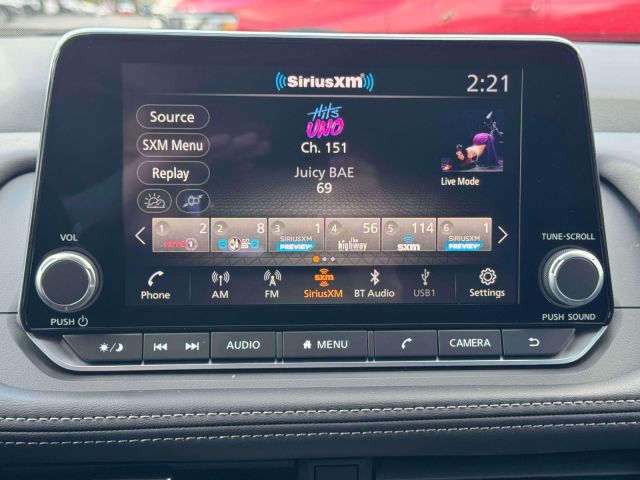 SiriusXM
2:21
Source
Hits
UNO
Ch. 151
SXM Menu
Juicy BAE
Replay
69
Live Mode
1 2
2 8
3 1
4 56
5 114
6 1
SIRIUSXM
PREVIEW
the
highway
sxm
SIRIUSXM
PREVIEW
VOL
TUNE·SCROLL
Phone
AM
FM
sxm
SiriusXM
BT Audio
USB1
Settings
PUSH
PUSH SOUND
AUDIO
MENU
CAMERA